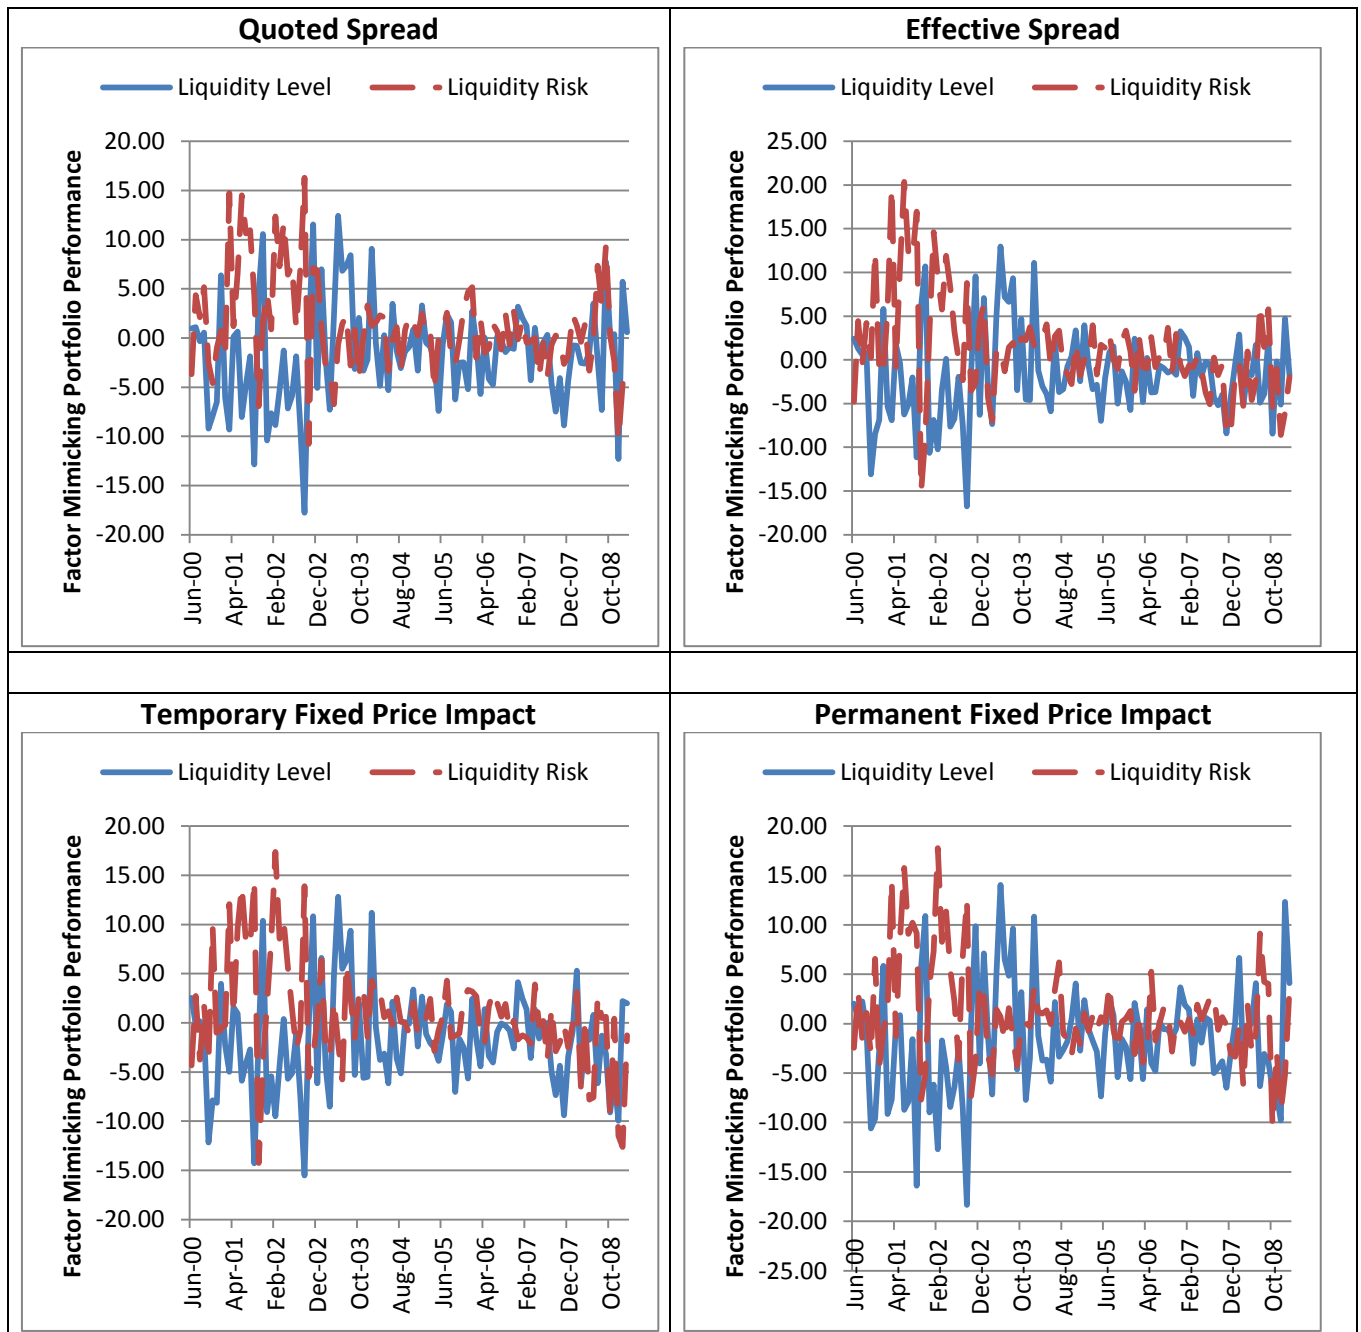 Quoted Spread
Liquidity Level
Liquidity Risk
Factor Mimicking Portfolio Performance
20.00
15.00
10.00
5.00
0.00
-5.00
-10.00
-15.00
-20.00
Jun-00
Apr-01
Feb-02
Dec-02
Oct-03
Aug-04
Jun-05
Apr-06
Feb-07
Dec-07
Oct-08
Effective Spread
Liquidity Level
Liquidity Risk
Factor Mimicking Portfolio Performance
25.00
20.00
15.00
10.00
5.00
0.00
-5.00
-10.00
-15.00
-20.00
Jun-00
Apr-01
Feb-02
Dec-02
Oct-03
Aug-04
Jun-05
Apr-06
Feb-07
Dec-07
Oct-08
Temporary Fixed Price Impact
Liquidity Level
Liquidity Risk
Factor Mimicking Portfolio Performance
20.00
15.00
10.00
5.00
0.00
-5.00
-10.00
-15.00
-20.00
Jun-00
Apr-01
Feb-02
Dec-02
Oct-03
Aug-04
Jun-05
Apr-06
Feb-07
Dec-07
Oct-08
Permanent Fixed Price Impact
Liquidity Level
Liquidity Risk
Factor Mimicking Portfolio Performance
20.00
15.00
10.00
5.00
0.00
-5.00
-10.00
-15.00
-20.00
-25.00
Jun-00
Apr-01
Feb-02
Dec-02
Oct-03
Aug-04
Jun-05
Apr-06
Feb-07
Dec-07
Oct-08